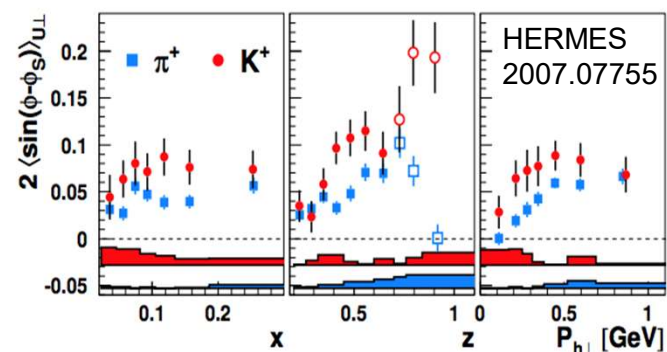 2 ⟨sin(ϕ-ϕS)⟩U⊥
0.2
0.15
0.1
0.05
0
-0.05
π+ K+
HERMES
2007.07755
0.1 0.2
x
0.5 1
z
0 0.5 1
Ph⊥ [GeV]